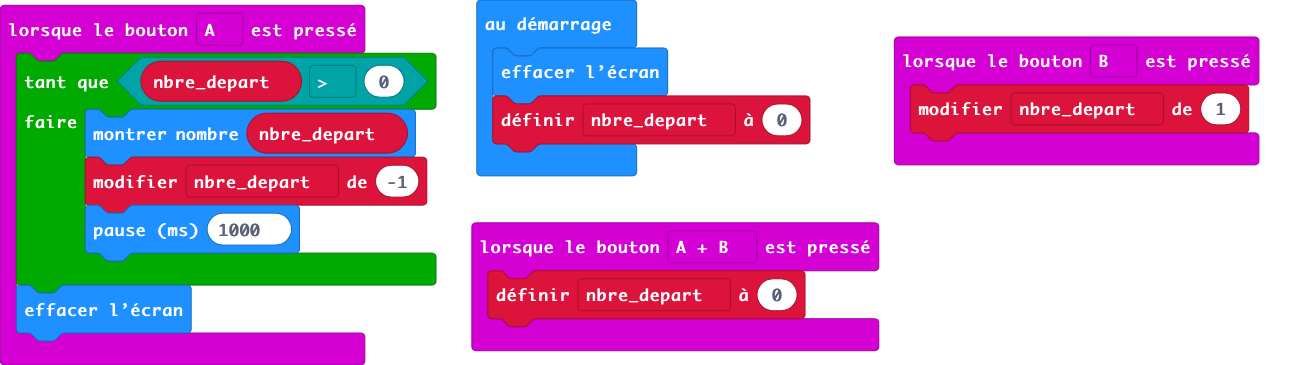 lorsque le bouton A est pressé
tant que nbre_depart > 0
faire
montrer nombre nbre_depart
modifier nbre_depart de -1
pause (ms) 1000
effacer l’écran
au démarrage
effacer l’écran
définir nbre_depart à 0
lorsque le bouton A + B est pressé
définir nbre_depart à 0
lorsque le bouton B est pressé
modifier nbre_depart de 1